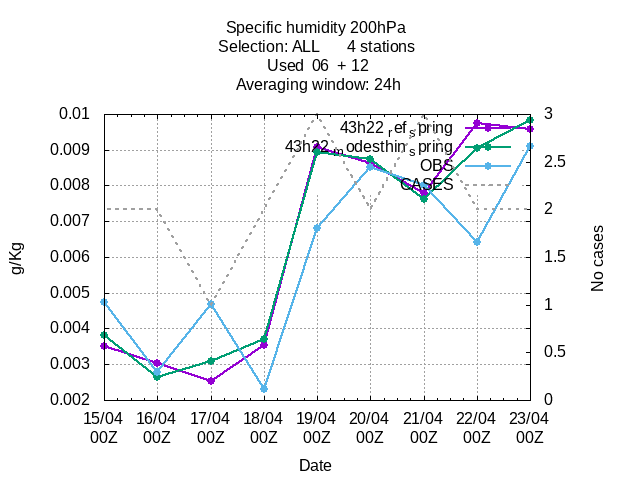 Specific humidity 200hPa
Selection: ALL 4 stations
Used 06 + 12
Averaging window: 24h
0.01
0.009
0.008
0.007
0.006
0.005
0.004
0.003
0.002
g/Kg
3
2.5
2
1.5
1
0.5
0
No cases
43h22_ref_spring
43h22_modesthin_spring
OBS
CASES
15/04 16/04 17/04 18/04 19/04 20/04 21/04 22/04 23/04
00Z 00Z 00Z 00Z 00Z 00Z 00Z 00Z 00Z
Date